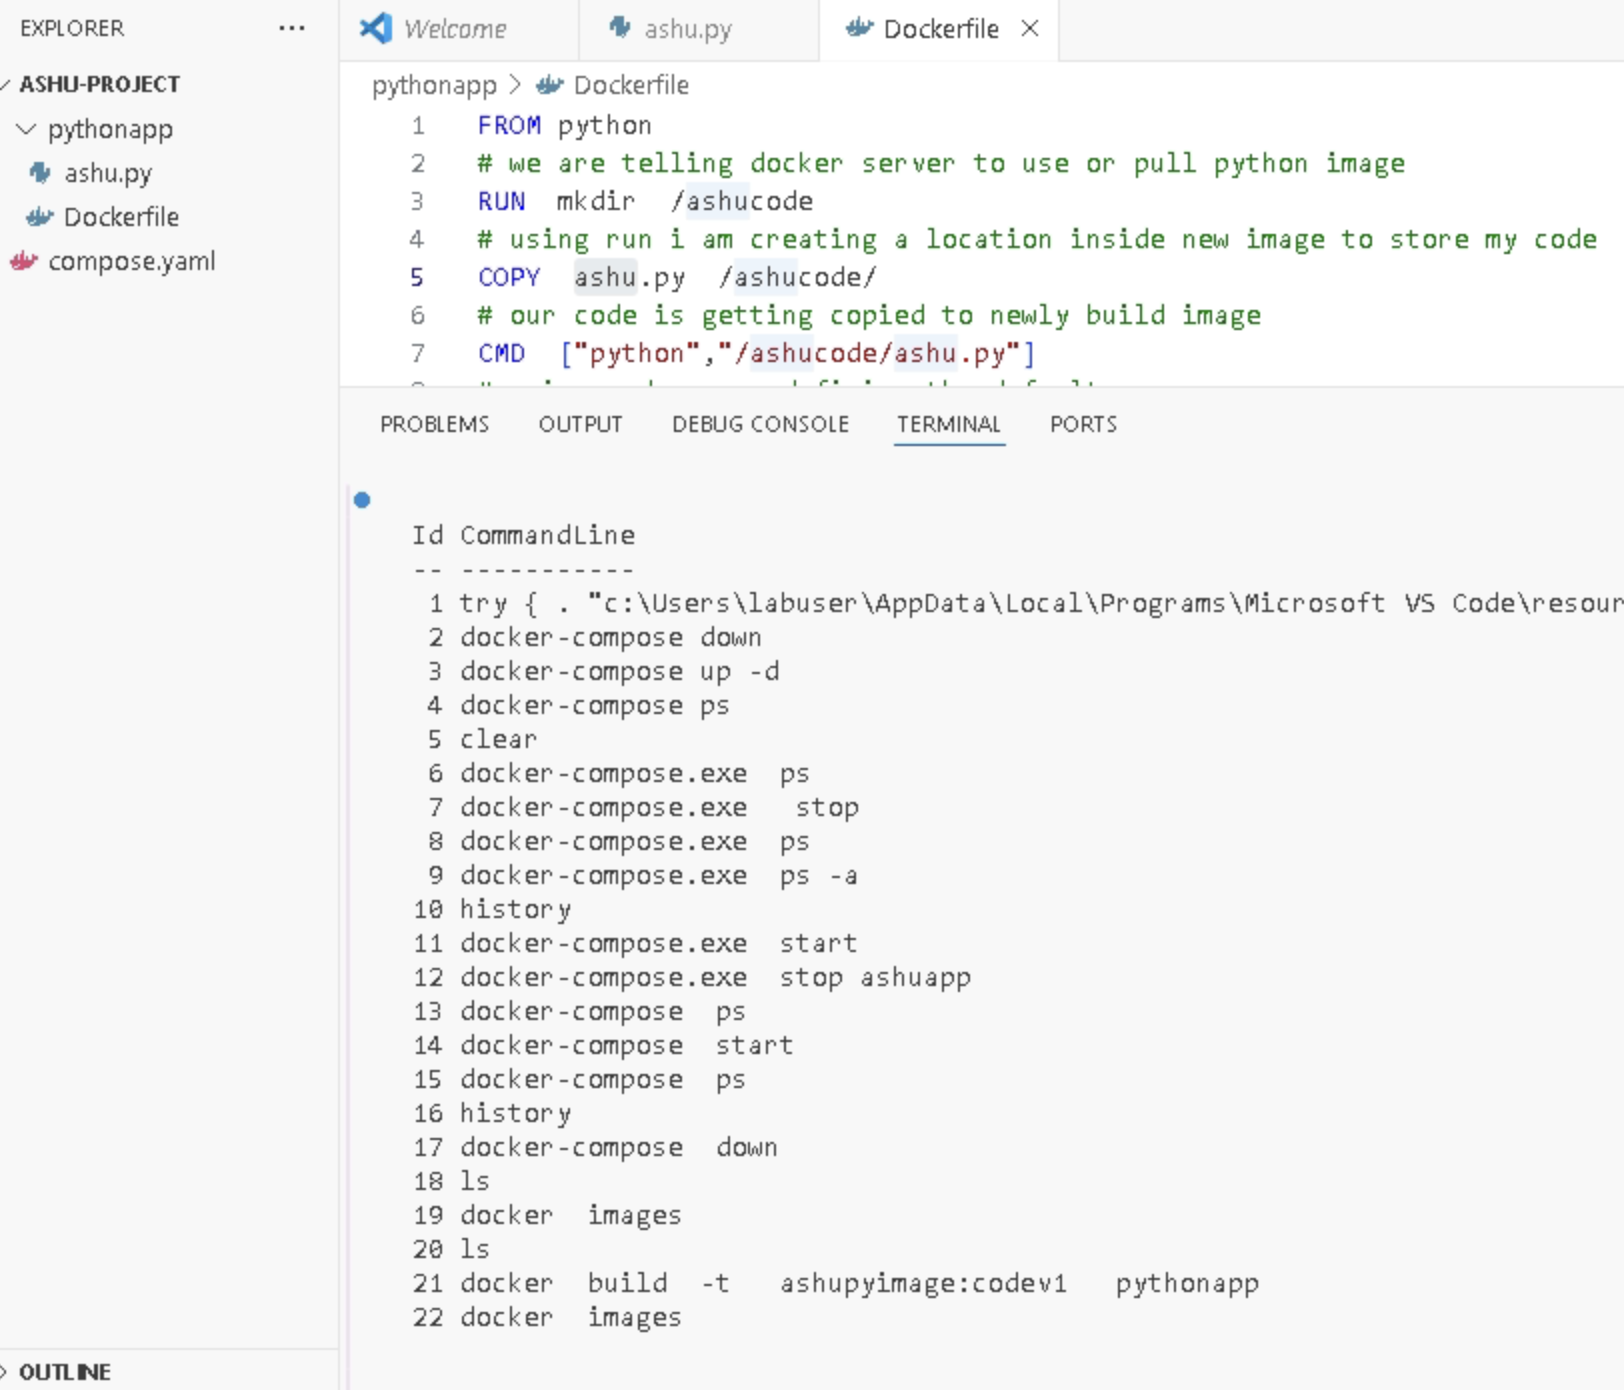 EXPLORER ...
ASHU-PROJECT
pythonapp
ashu.py
Dockerfile
compose.yaml
OUTLINE
Welcome ashu.py Dockerfile
pythonapp > Dockerfile
1 FROM python
2 # we are telling docker server to use or pull python image
3 RUN mkdir /ashucode
4 # using run i am creating a location inside new image to store my code
5 COPY ashu.py /ashucode/
6 # our code is getting copied to newly build image
7 CMD ["python","/ashucode/ashu.py"]
PROBLEMS OUTPUT DEBUG CONSOLE TERMINAL PORTS
Id CommandLine
-- -----------
1 try { . "c:\Users\labuser\AppData\Local\Programs\Microsoft VS Code\resour
2 docker-compose down
3 docker-compose up -d
4 docker-compose ps
5 clear
6 docker-compose.exe ps
7 docker-compose.exe stop
8 docker-compose.exe ps
9 docker-compose.exe ps -a
10 history
11 docker-compose.exe start
12 docker-compose.exe stop ashuapp
13 docker-compose ps
14 docker-compose start
15 docker-compose ps
16 history
17 docker-compose down
18 ls
19 docker images
20 ls
21 docker build -t ashupyimage:codev1 pythonapp
22 docker images